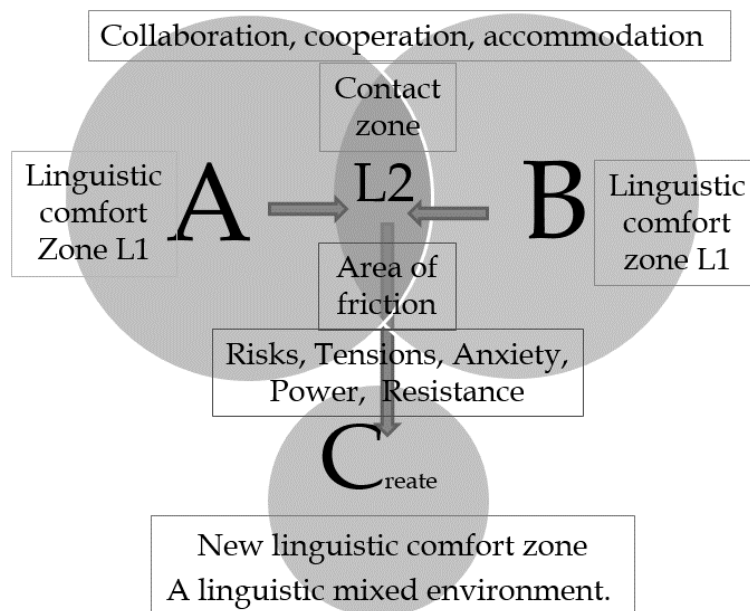 Collaboration, cooperation, accommodation
Contact
zone
Linguistic
comfort
Zone L1
A
L2
B
Linguistic
comfort
zone L1
Area of
friction
Risks, Tensions, Anxiety,
Power, Resistance
Create
New linguistic comfort zone
A linguistic mixed environment.